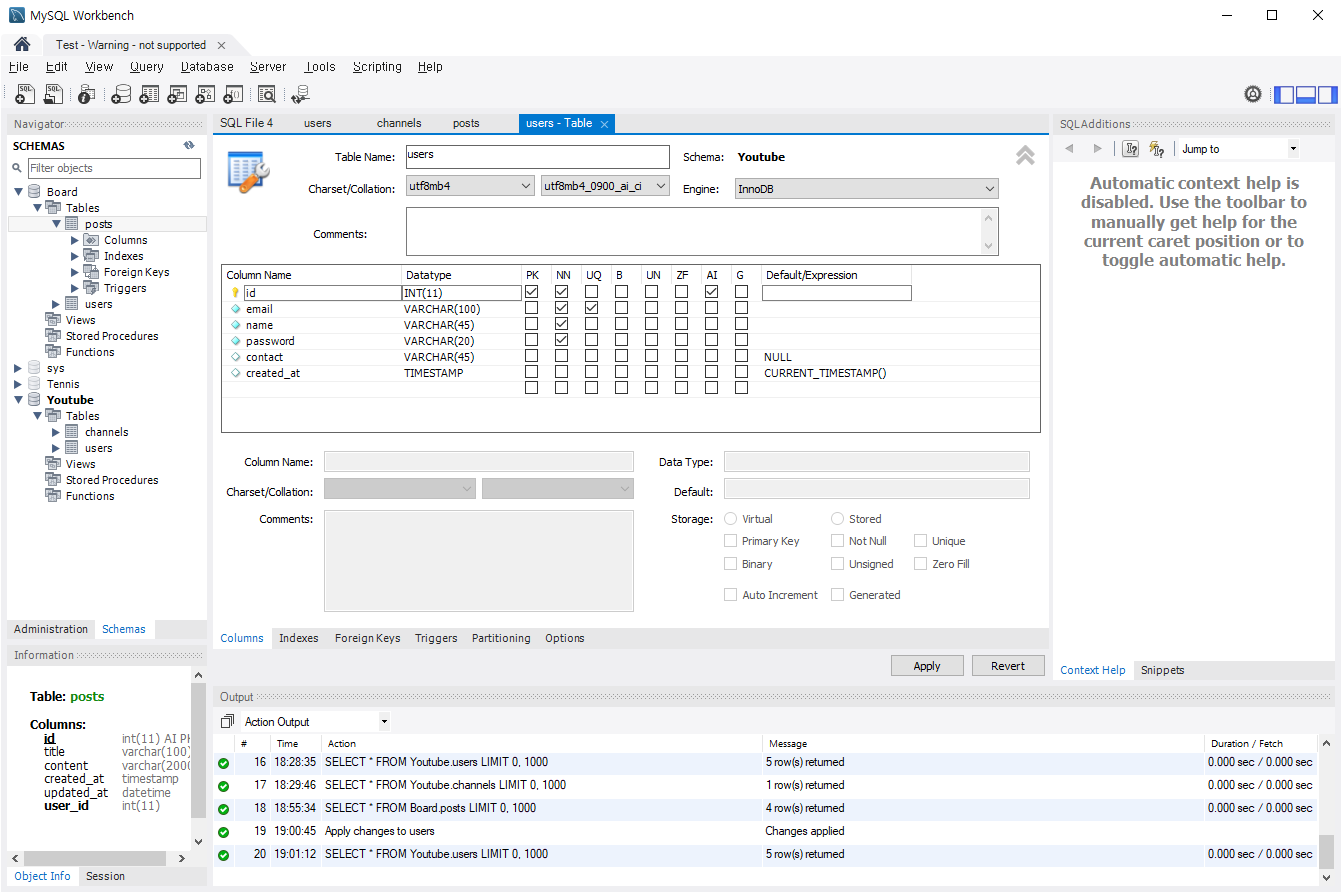 MySQL Workbench
Test - Warning - not supported
File Edit View Query Database Server Tools Scripting Help
Navigator
SCHEMAS
Filter objects
Board
Tables
posts
Columns
Indexes
Foreign Keys
Triggers
users
Views
Stored Procedures
Functions
sys
Tennis
Youtube
Tables
channels
users
Views
Stored Procedures
Functions
Administration Schemas
Information
Table: posts
Columns:
id int(11) AI
title varchar(100)
content
created_at timestamp
updated_at datetime
user_id int(11)
Object Info Session
SQL File 4 users channels posts users - Table
Table Name: users Schema: Youtube
Charset/Collation: utf8mb4 utf8mb4_0900_ai_ci Engine: InnoDB
Comments:
Column Name Datatype PK NN UQ B UN ZF AI G Default/Expression
id INT(11)
email VARCHAR(100)
name VARCHAR(45)
password VARCHAR(20)
contact VARCHAR(45) NULL
created_at TIMESTAMP CURRENT_TIMESTAMP()
Column Name: Data Type:
Charset/Collation: Default:
Comments: Storage: Virtual Stored
Primary Key Not Null Unique
Binary Unsigned Zero Fill
Auto Increment Generated
Columns Indexes Foreign Keys Triggers Partitioning Options
Apply Revert
SQLAdditions
Jump to
Automatic context help is
disabled. Use the toolbar to
manually get help for the
current caret position or to
toggle automatic help.
Context Help Snippets
Output
Action Output
# Time Action Message Duration / Fetch
16 18:28:35 SELECT * FROM Youtube.users LIMIT 0, 1000 5 row(s) returned 0.000 sec / 0.000 sec
17 18:29:46 SELECT * FROM Youtube.channels LIMIT 0, 1000 1 row(s) returned 0.000 sec / 0.000 sec
18 18:55:34 SELECT * FROM Board.posts LIMIT 0, 1000 4 row(s) returned 0.000 sec / 0.000 sec
19 19:00:45 Apply changes to users Changes applied
20 19:01:12 SELECT * FROM Youtube.users LIMIT 0, 1000 5 row(s) returned 0.000 sec / 0.000 sec